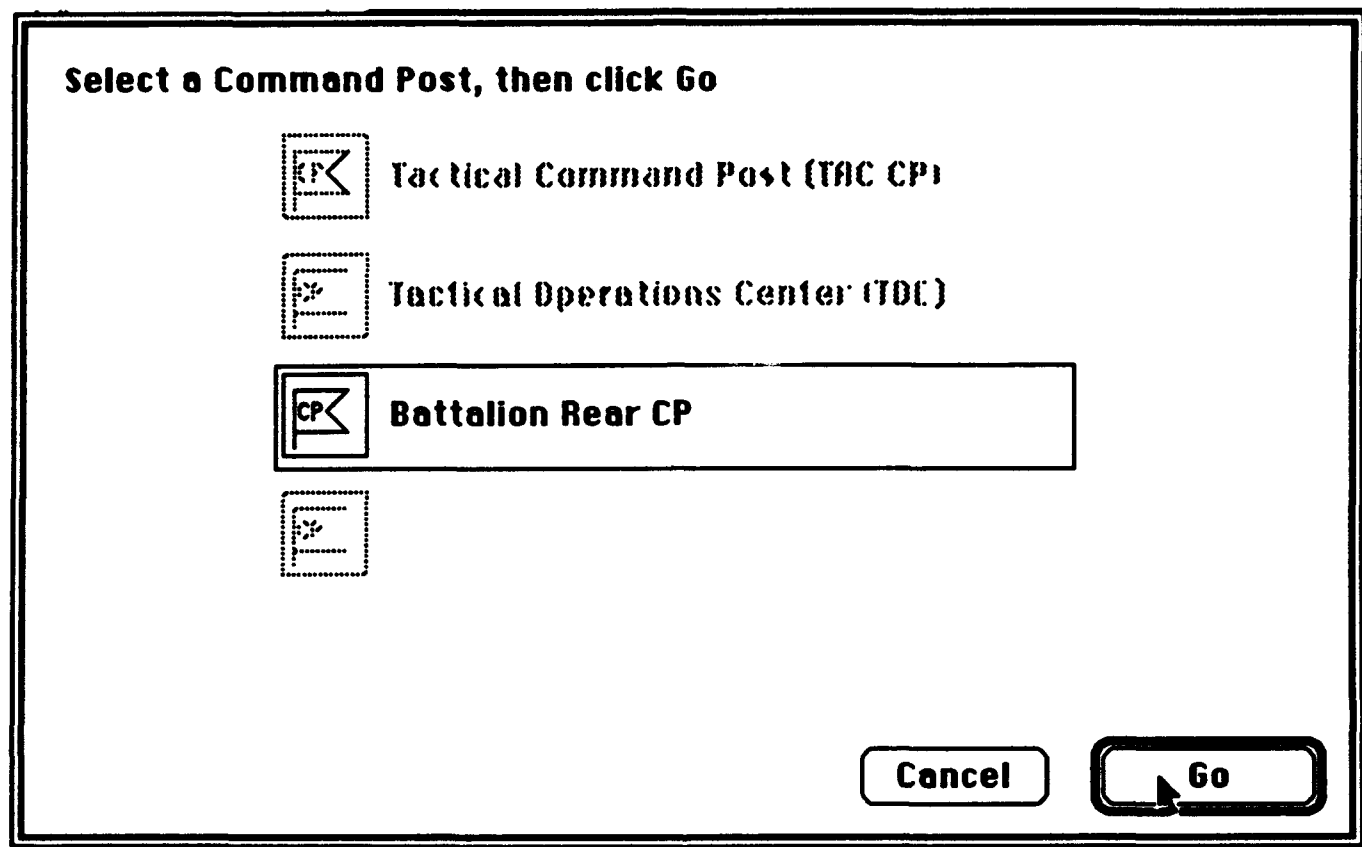 Select a Command Post, then click Go
CP Tactical Command Post (TAC CP)
Tactical Operations Center (TOC)
CP Battalion Rear CP
Cancel Go